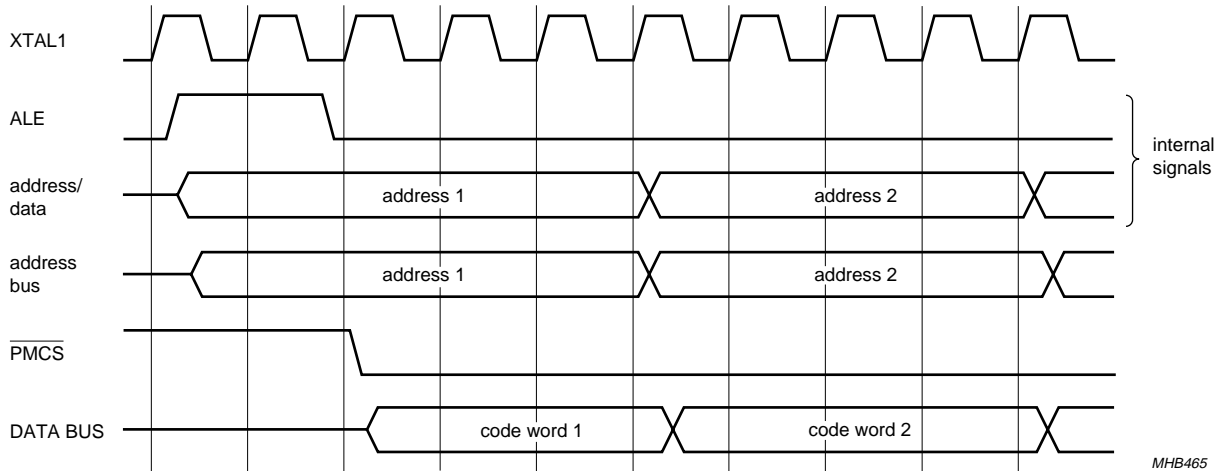 XTAL1
ALE
internal
signals
address/
data
address 1
address 2
address
bus
address 1
address 2
PMCS
DATA BUS
code word 1
code word 2
MHB465